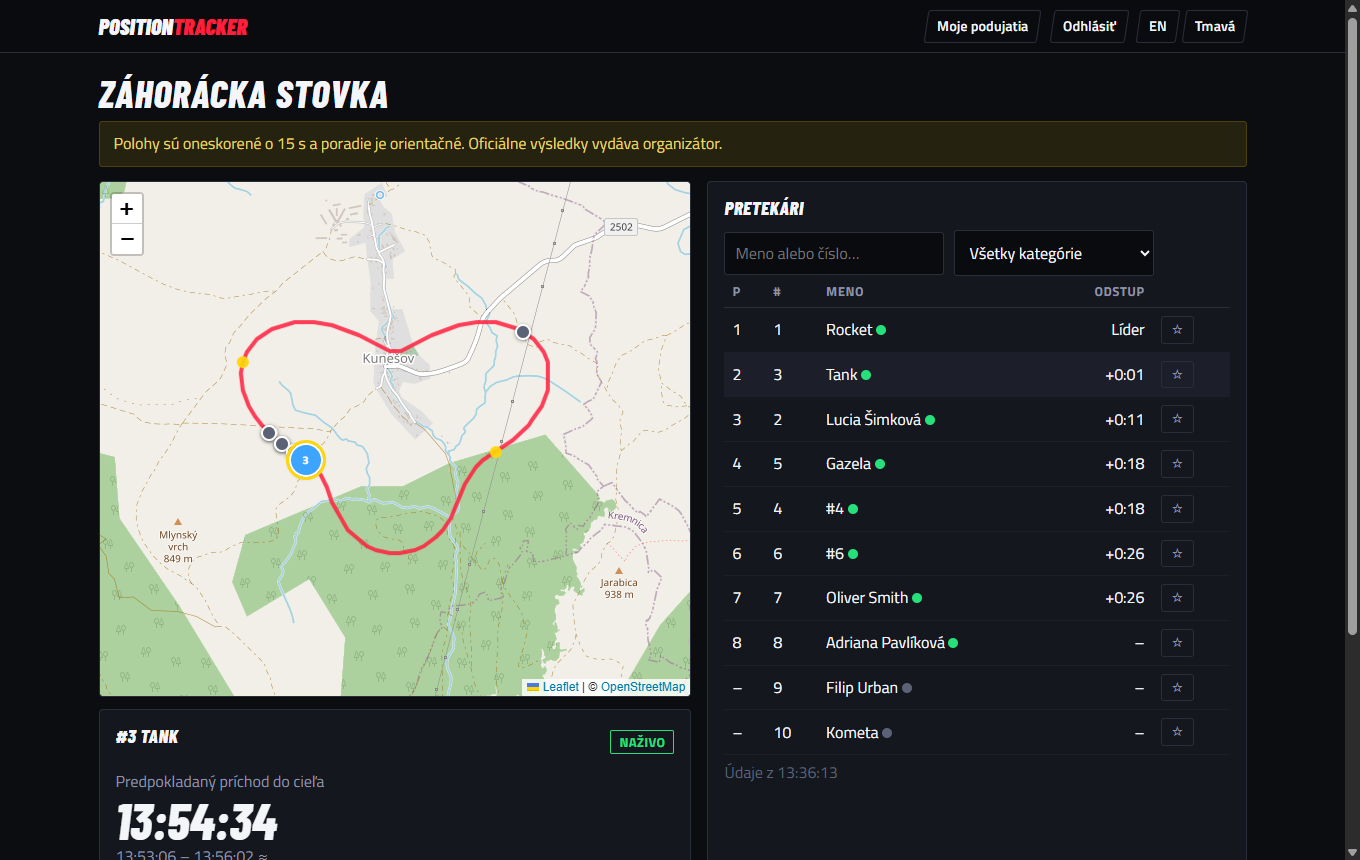 POSITIONTRACKER
Moje podujatia
Odhlásiť
EN
Tmavá
ZÁHORÁCKA STOVKA
Polohy sú oneskorené o 15 s a poradie je orientačné. Oficiálne výsledky vydáva organizátor.
+
−
2502
Kunešov
3
Mlynský
vrch
849 m
Kremnica
Jarabica
938 m
Leaflet | © OpenStreetMap
#3 TANK
NAŽIVO
Predpokladaný príchod do cieľa
13:54:34
13:53:06 – 13:56:02 ≈
PRETEKÁRI
Meno alebo číslo...
Všetky kategórie
P # MENO ODSTUP
1 1 Rocket Líder ☆
2 3 Tank +0:01 ☆
3 2 Lucia Šimková +0:11 ☆
4 5 Gazela +0:18 ☆
5 4 #4 +0:18 ☆
6 6 #6 +0:26 ☆
7 7 Oliver Smith +0:26 ☆
8 8 Adriana Pavlíková – ☆
– 9 Filip Urban – ☆
– 10 Kometa – ☆
Údaje z 13:36:13